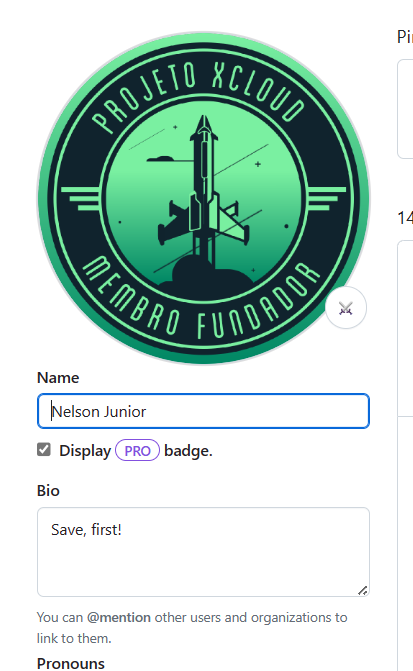 Pi
PROJETO XCLOUD
MEMBRO FUNDADOR
14
Name
Nelson Junior
Display PRO badge.
Bio
Save, first!
You can @mention other users and organizations to
link to them.
Pronouns